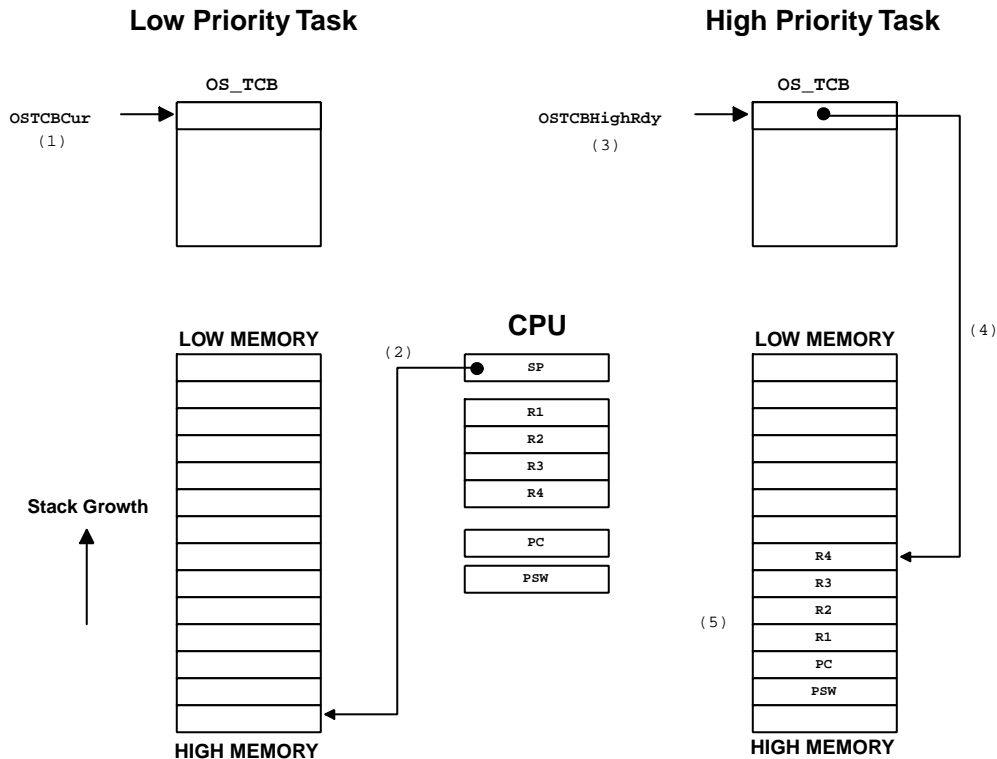 Low Priority Task
High Priority Task
OS_TCB
OS_TCB
OSTCBCur
(1)
OSTCBHighRdy
(3)
(4)
LOW MEMORY
CPU
LOW MEMORY
(2)
SP
R1
R2
R3
R4
PC
PSW
Stack Growth
R4
R3
R2
R1
PC
PSW
(5)
HIGH MEMORY
HIGH MEMORY